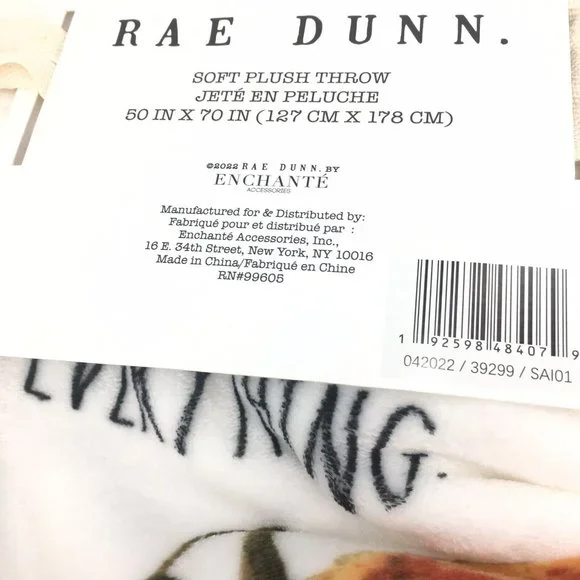 RAE DUNN.
SOFT PLUSH THROW
JETÉ EN PELUCHE
50 IN X 70 IN (127 CM X 178 CM)
©2022 RAE DUNN. BY
ENCHANTÉ
ACCESSORIES
Manufactured for & Distributed by:
Fabriqué pour et distribué par :
Enchanté Accessories, Inc.,
16 E. 34th Street, New York, NY 10016
Made in China/Fabriqué en Chine
RN#99605
1 92598 48407 9
042022 / 39299 / SAI01
EVERYTHING.